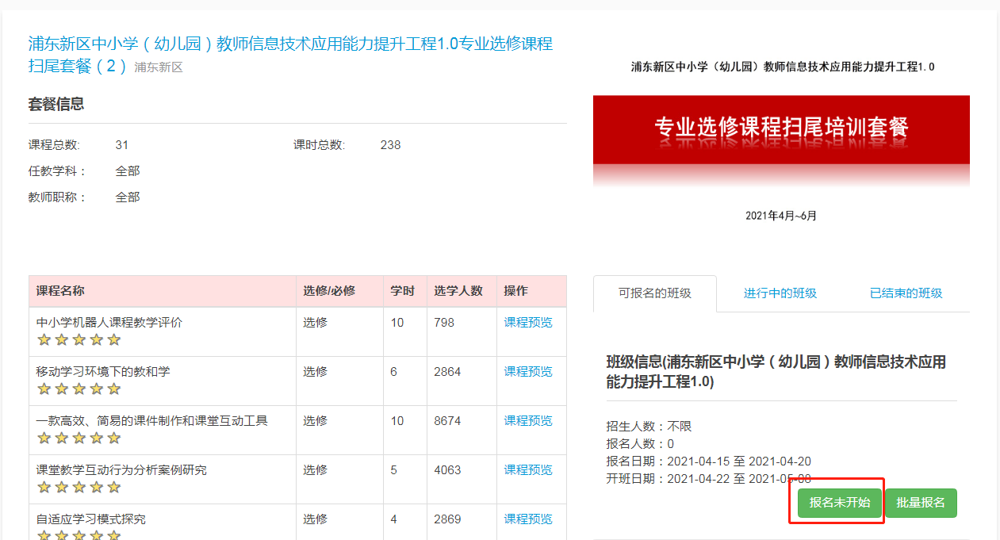 浦东新区中小学（幼儿园）教师信息技术应用能力提升工程1.0专业选修课程
扫尾套餐（2）浦东新区
套餐信息
课程总数: 31 课时总数: 238
任教学科： 全部
教师职称： 全部
浦东新区中小学（幼儿园）教师信息技术应用能力提升工程1.0
专业选修课程扫尾培训套餐
2021年4月~6月
课程名称 选修/必修 学时 选学人数 操作
中小学机器人课程教学评价 选修 10 798 课程预览
移动学习环境下的教和学 选修 6 2864 课程预览
一款高效、简易的课件制作和课堂互动工具 选修 10 8674 课程预览
课堂教学互动行为分析案例研究 选修 5 4063 课程预览
自适应学习模式探究 选修 4 2869 课程预览
可报名的班级 进行中的班级 已结束的班级
班级信息(浦东新区中小学（幼儿园）教师信息技术应用
能力提升工程1.0)
招生人数：不限
报名人数：0
报名日期：2021-04-15 至 2021-04-20
开班日期：2021-04-22 至 2021-05-08
报名未开始 批量报名